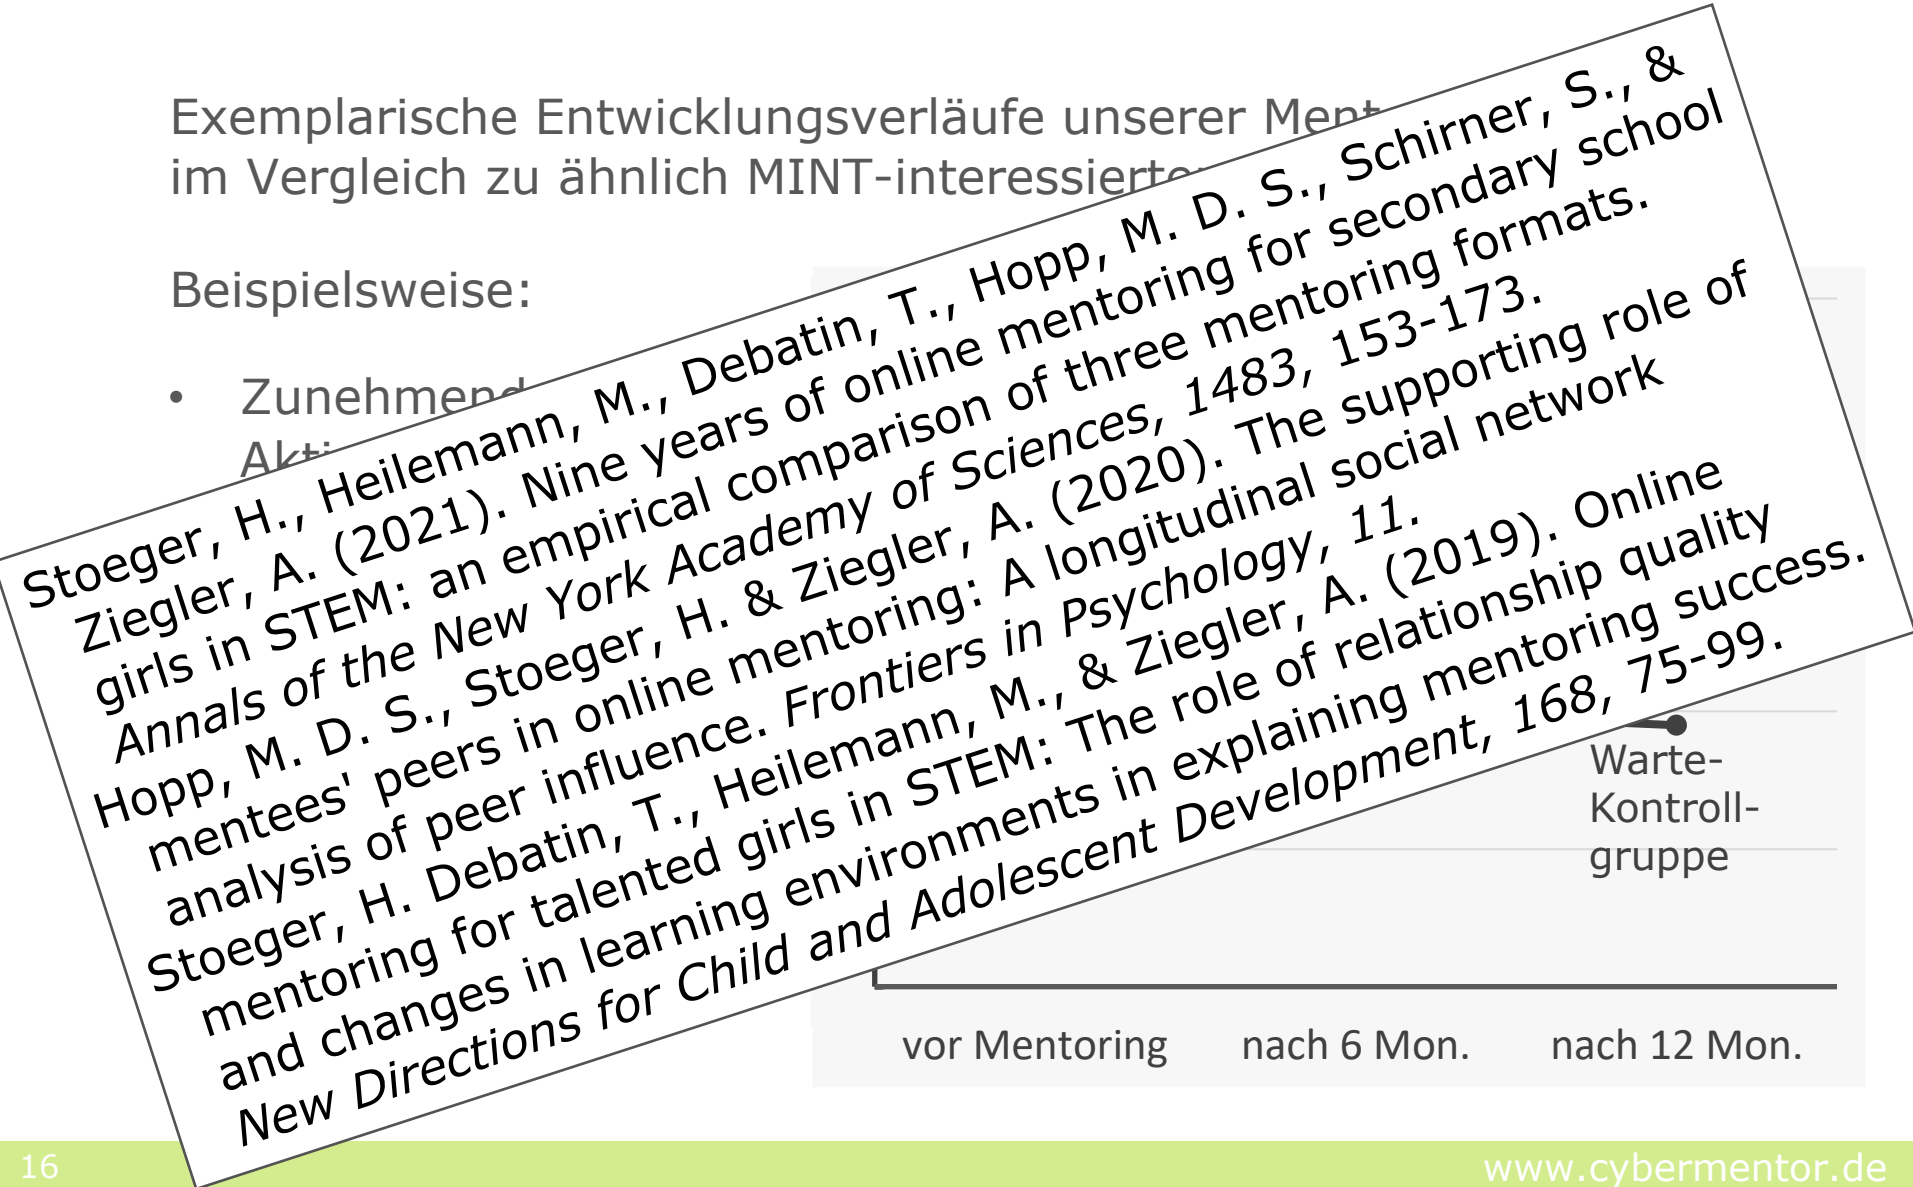 Exemplarische Entwicklungsverläufe unserer
im Vergleich zu ähnlich
Beispielsweise:
•
Stoeger, H., Heilemann, M., Debatin, T., Hopp, M. D. S., Schirner, S., &
Ziegler, A. (2021). Nine years of online mentoring for secondary school
girls in STEM: an empirical comparison of three mentoring formats.
Annals of the New York Academy of Sciences, 1483, 153-173.
Hopp, M. D. S., Stoeger, H. & Ziegler, A. (2020). The supporting role of
mentees' peers in online mentoring: A longitudinal social network
analysis of peer influence. Frontiers in Psychology, 11.
Stoeger, H. Debatin, T., Heilemann, M., & Ziegler, A. (2019). Online
mentoring for talented girls in STEM: The role of relationship quality
and changes in learning environments in explaining mentoring success.
New Directions for Child and Adolescent Development, 168, 75-99.
Warte-
Kontroll-
gruppe
vor Mentoring nach 6 Mon. nach 12 Mon.
16 www.cybermentor.de